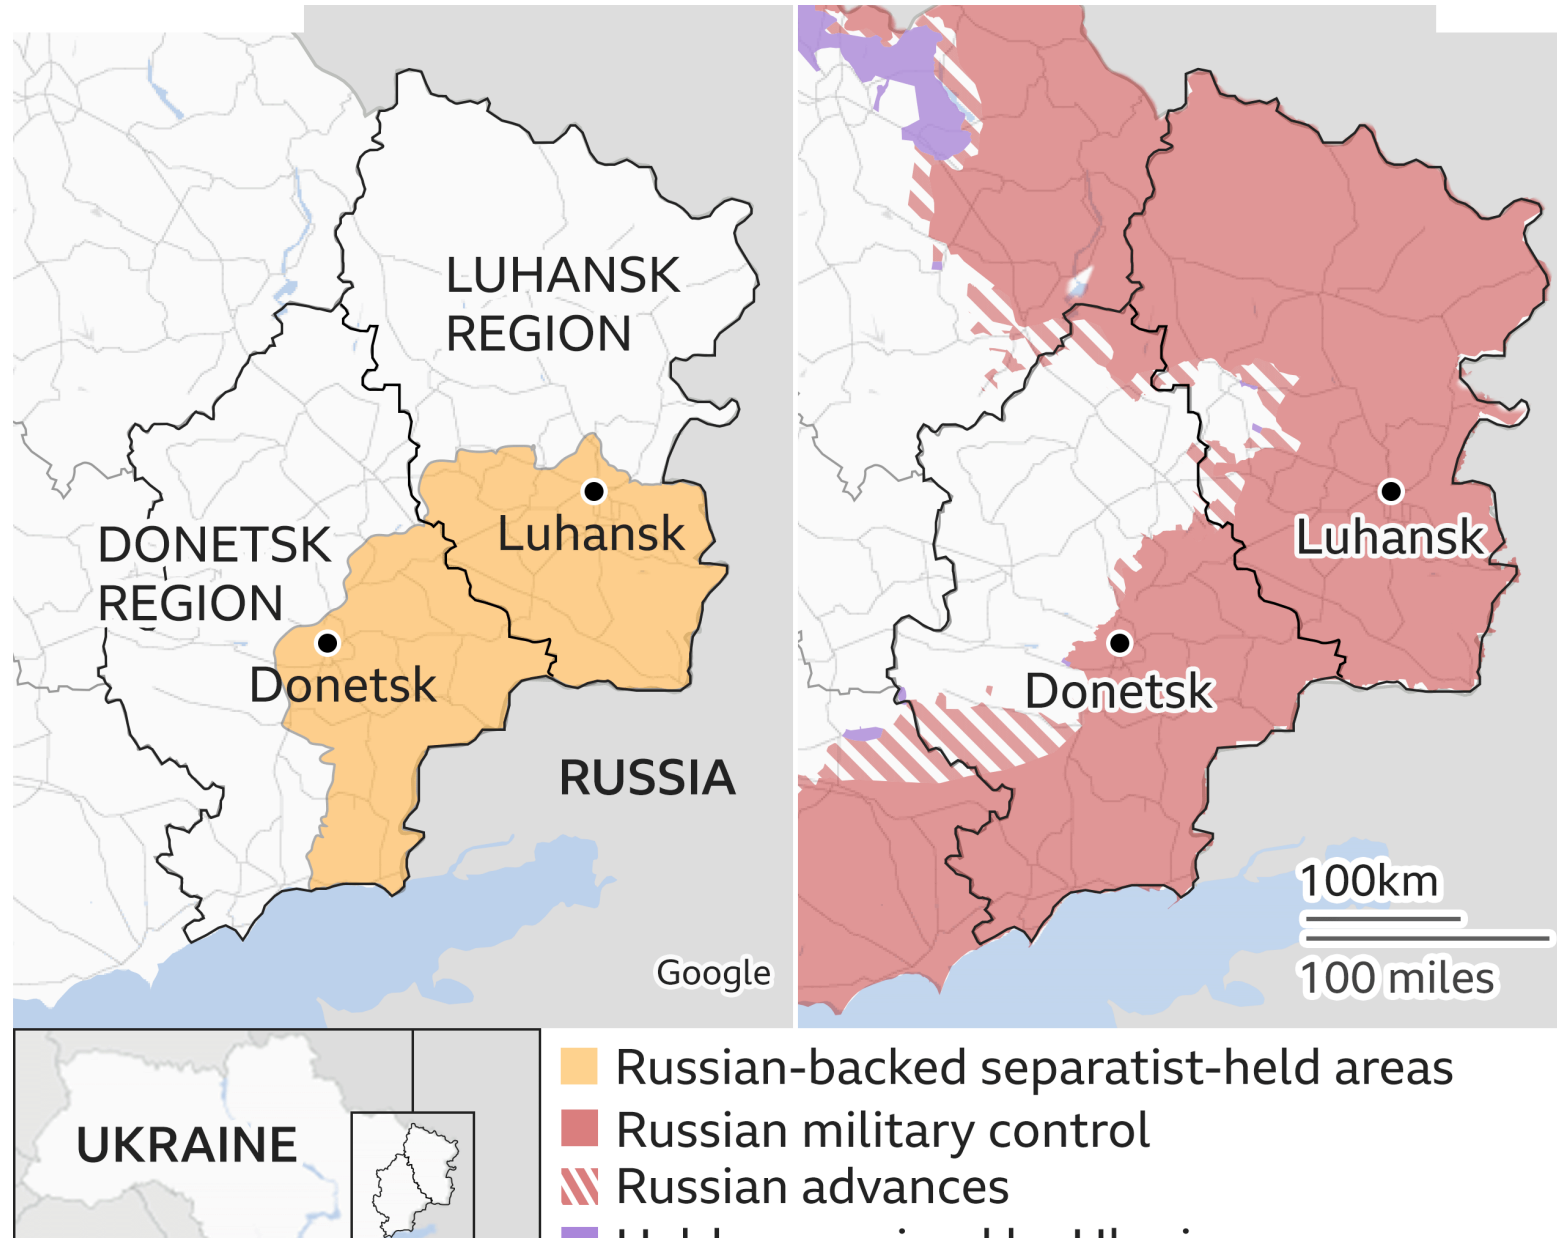 LUHANSK
REGION
DONETSK
REGION
Luhansk
Donetsk
RUSSIA
Google
Luhansk
Donetsk
100km
100 miles
UKRAINE
Russian-backed separatist-held areas
Russian military control
Russian advances